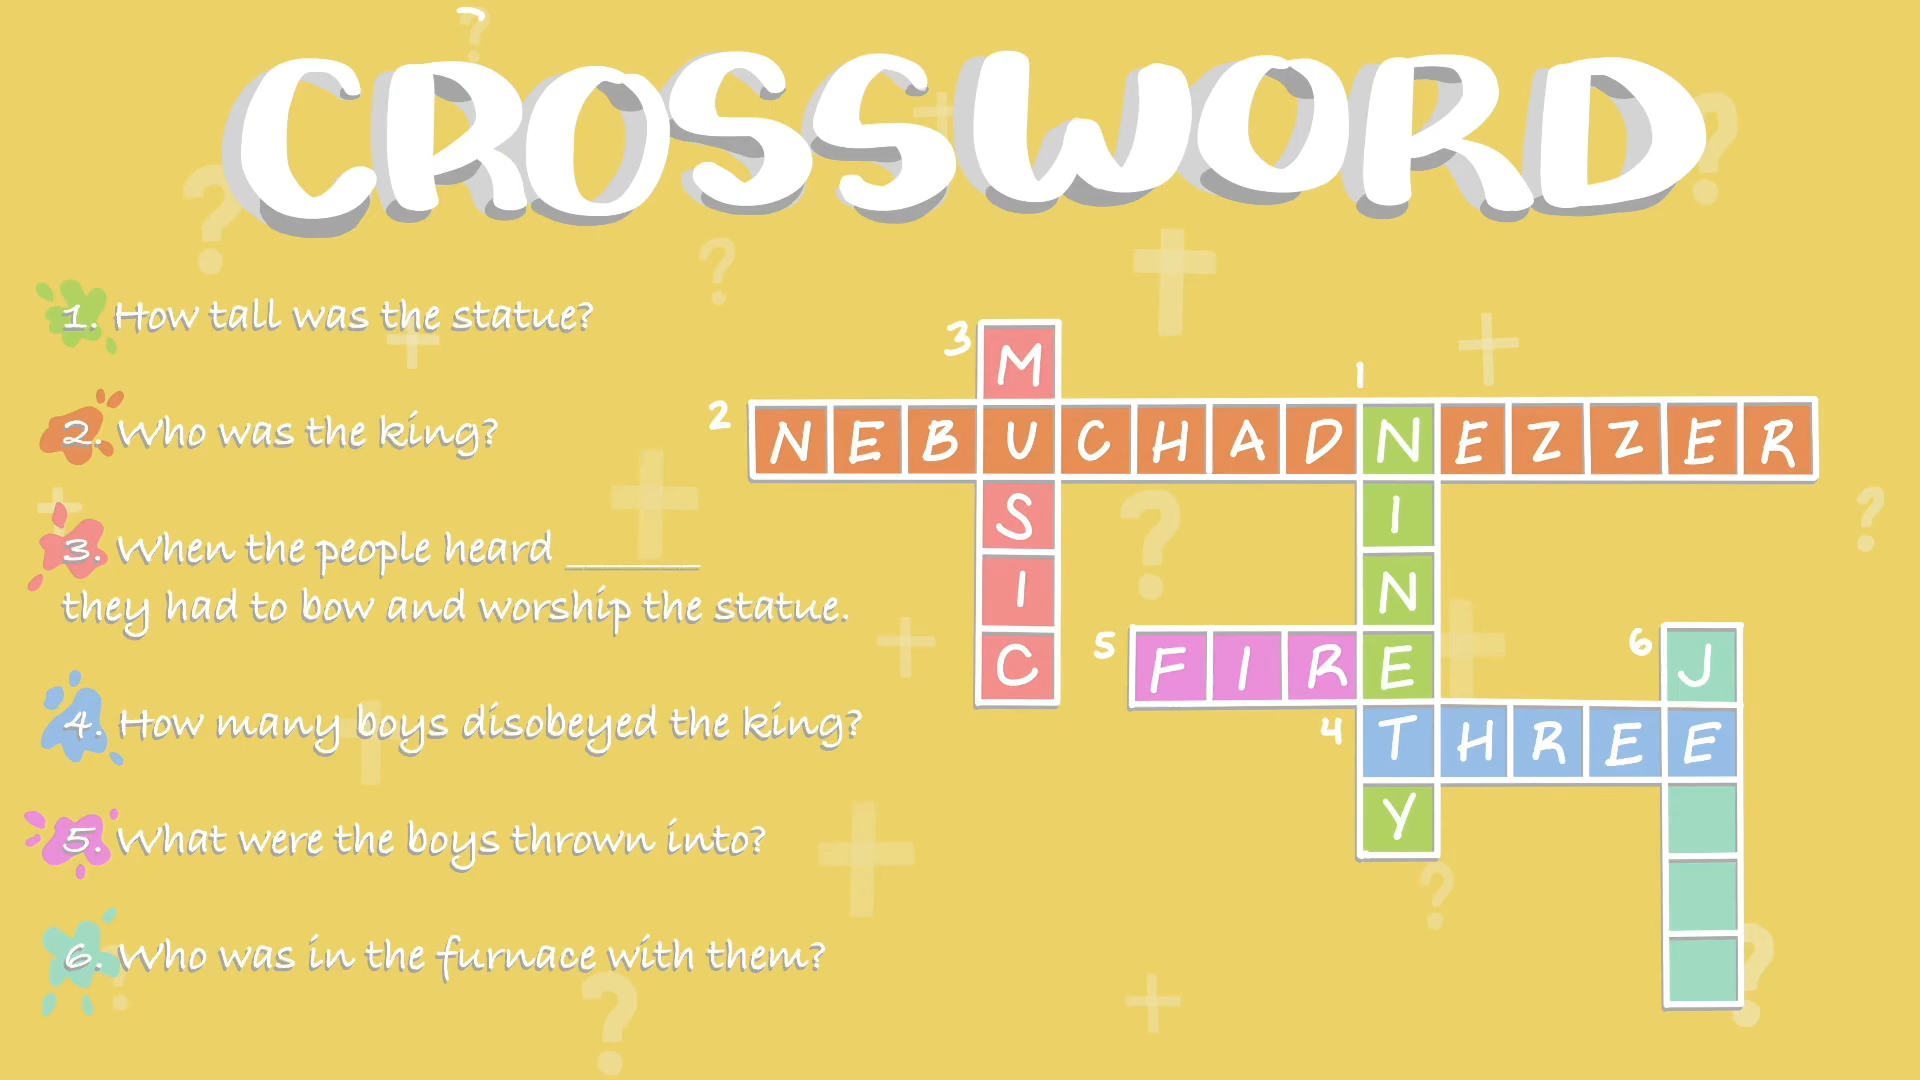 CROSSWORD
1. How tall was the statue?
2. Who was the king?
3. When the people heard ______
they had to bow and worship the statue.
4. How many boys disobeyed the king?
5. What were the boys thrown into?
6. Who was in the furnace with them?
3
M
1
2 NEBUCHADNEZZER
S I
I N
5 FIRE
C
6 J
4 THREE
Y